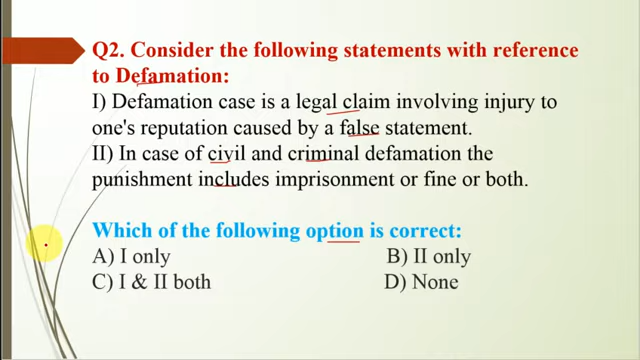 Q2. Consider the following statements with reference
to Defamation:
I) Defamation case is a legal claim involving injury to
one's reputation caused by a false statement.
II) In case of civil and criminal defamation the
punishment includes imprisonment or fine or both.
Which of the following option is correct:
A) I only B) II only
C) I & II both D) None